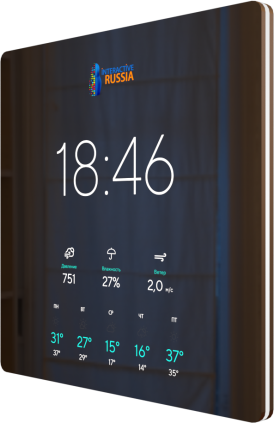 INTERACTIVE
RUSSIA
18:46
Давление Влажность Ветер
751 27% 2,0 м/с
ПН ВТ СР ЧТ ПТ
31° 27° 15° 16° 37°
37° 29° 17° 14° 35°